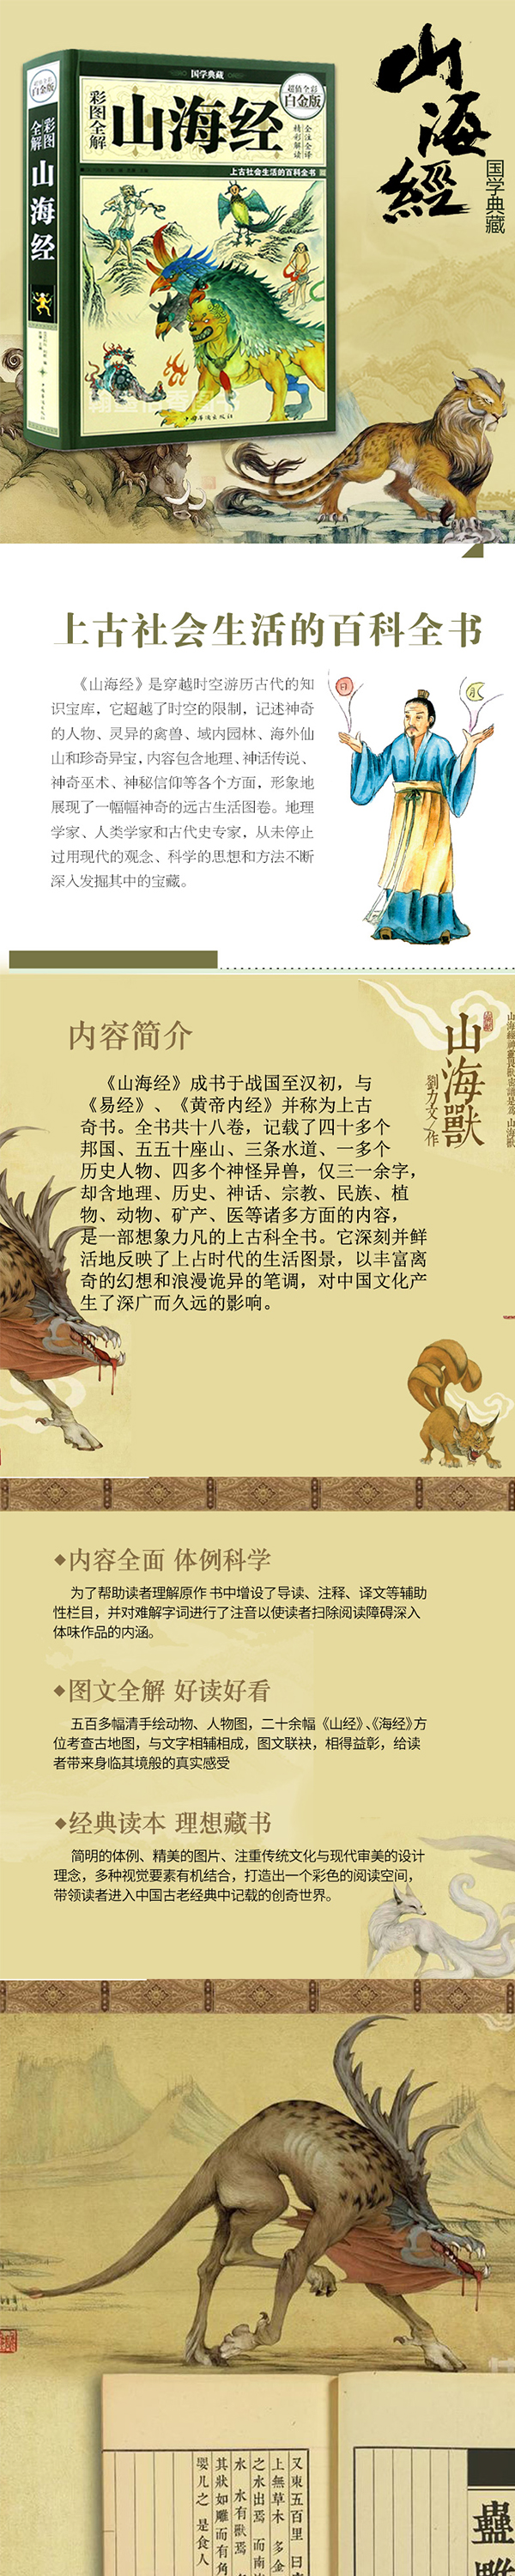 山
海
經
国学典藏
国学典藏
彩图全解
山海经
超值全彩
白金版
全注全译
精彩解读
上古社会生活的百科全书
白金版
彩图
全解
山海经
上古社会生活的百科全书
《山海经》是穿越时空游历古代的知
识宝库，它超越了时空的限制，记述神奇
的人物、灵异的禽兽、域内园林、海外仙
山和珍奇异宝，内容包含地理、神话传说、
神奇巫术、神秘信仰等各个方面，形象地
展现了一幅幅神奇的远古生活图卷。地理
学家、人类学家和古代史专家，从未停止
过用现代的观念、科学的思想和方法不断
深入发掘其中的宝藏。
日
内容简介
《山海经》成书于战国至汉初，与
《易经》、《黄帝内经》并称为上古
奇书。全书共十八卷，记载了四十多个
邦国、五五十座山、三条水道、一多个
历史人物、四多个神怪异兽，仅三一余字，
却含地理、历史、神话、宗教、民族、植
物、动物、矿产、医等诸多方面的内容，
是一部想象力凡的上古科全书。它深刻并鲜
活地反映了上占时代的生活图景，以丰富离
奇的幻想和浪漫诡异的笔调，对中国文化产
生了深广而久远的影响。
山海獸
劉力文/作
内容全面 体例科学
为了帮助读者理解原作 书中增设了导读、注释、译文等辅助
性栏目，并对难解字词进行了注音以使读者扫除阅读障碍深入
体味作品的内涵。
图文全解 好读好看
五百多幅清手绘动物、人物图，二十余幅《山经》、《海经》方
位考查古地图，与文字相辅相成，图文联袂，相得益彰，给读
者带来身临其境般的真实感受
经典读本 理想藏书
简明的体例、精美的图片、注重传统文化与现代审美的设计
理念，多种视觉要素有机结合，打造出一个彩色的阅读空间，
带领读者进入中国古老经典中记载的创奇世界。
蠱雕
又東五百里曰
上無草木 多金
之水出焉 而南
水 水有獸焉
其狀如雕而有角
嬰儿之 是食人